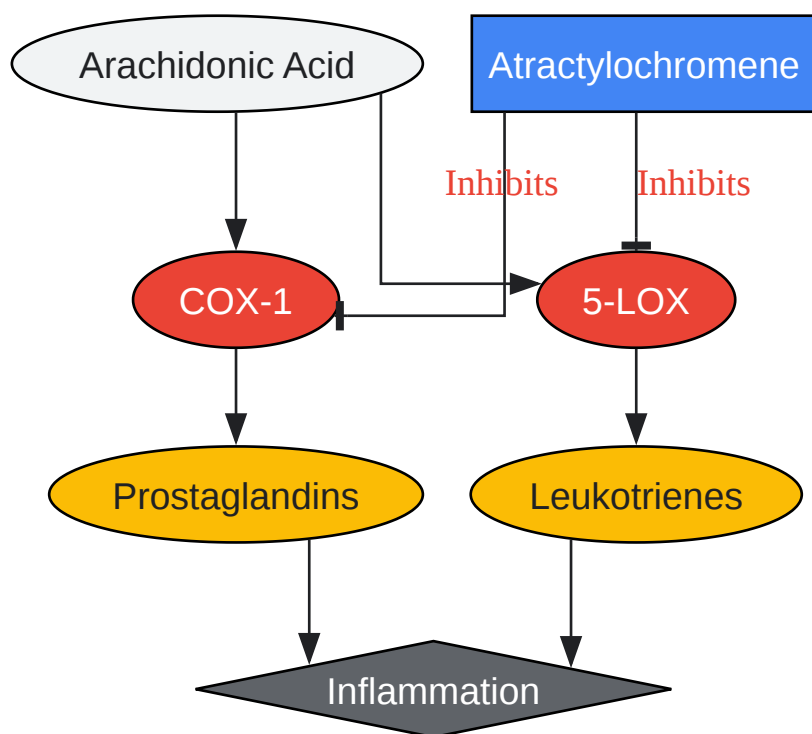 Arachidonic Acid
Atractylochromene
Inhibits
Inhibits
COX-1
5-LOX
Prostaglandins
Leukotrienes
Inflammation